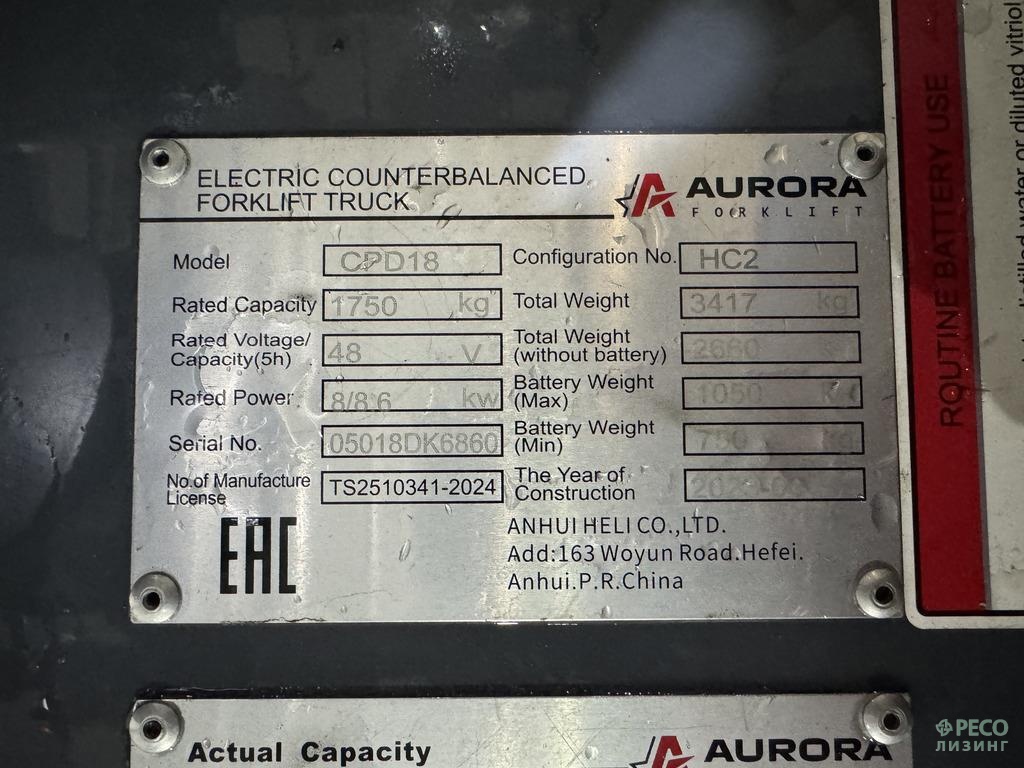 ELECTRIC COUNTERBALANCED
FORKLIFT TRUCK
AURORA
FORKLIFT
Model CPD18
Configuration No. HC2
Rated Capacity 1750 kg
Total Weight 3417 kg
Rated Voltage/
Capacity(5h) 48 V
Total Weight
(without battery) 2660
Rated Power 8/8.6 kw
Battery Weight
(Max) 1050
Serial No. 05018DK6860
Battery Weight
(Min) 750 kg
No.of Manufacture
License TS2510341-2024
The Year of
Construction
EAC
ANHUI HELI CO.,LTD.
Add:163 Woyun Road.Hefei.
Anhui.P.R.China
ROUTINE BATTERY USE
distilled water or diluted vitriol
Actual Capacity
AURORA
РЕСО
ЛИЗИНГ